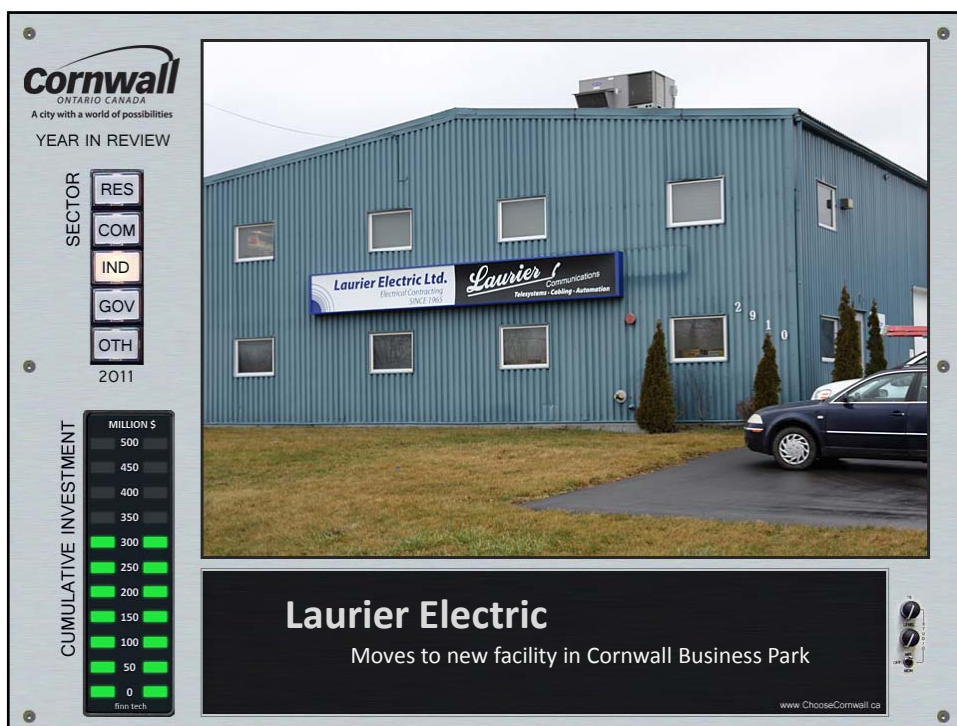 Cornwall
ONTARIO CANADA
A city with a world of possibilities
YEAR IN REVIEW
SECTOR
RES
COM
IND
GOV
OTH
2011
CUMULATIVE INVESTMENT
MILLION $
500
450
400
350
300
250
200
150
100
50
0
finn tech
Laurier Electric Ltd.
Electrical Contracting
SINCE 1965
Laurier
Communications
Telesystems - Cabling - Automation
2910
Laurier Electric
Moves to new facility in Cornwall Business Park
www.ChooseCornwall.ca
LEVEL
OFF